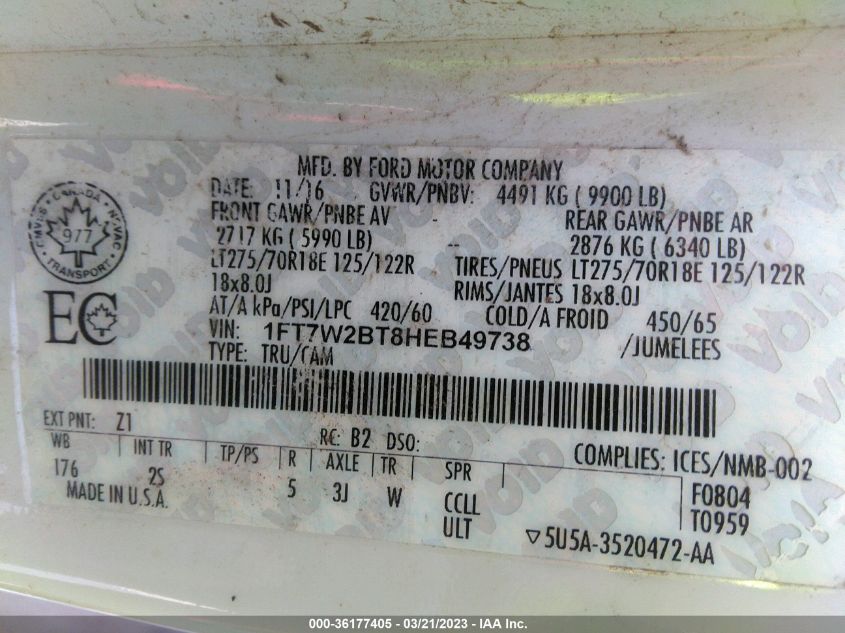 MFD. BY FORD MOTOR COMPANY
DATE: 11/16 GVWR/PNBV: 4491 KG ( 9900 LB)
FRONT GAWR/PNBE AV REAR GAWR/PNBE AR
2717 KG ( 5990 LB) -- 2876 KG ( 6340 LB)
LT275/70R18E 125/122R TIRES/PNEUS LT275/70R18E 125/122R
18x8.0J RIMS/JANTES 18x8.0J
AT/A kPa/PSI/LPC 420/60 COLD/A FROID 450/65
VIN: 1FT7W2BT8HEB49738 /JUMELEES
TYPE: TRU/CAM
CMVSS CANADA NSVAC
977
TRANSPORT
EC
EXT PNT: Z1 RC: B2 DSO: COMPLIES: ICES/NMB-002
WB INT TR TP/PS R AXLE TR SPR F0804
176 2S 5 3J W CCLL T0959
MADE IN U.S.A. ULT ▽5U5A-3520472-AA
VOID
000-36177405 - 03/21/2023 - IAA Inc.